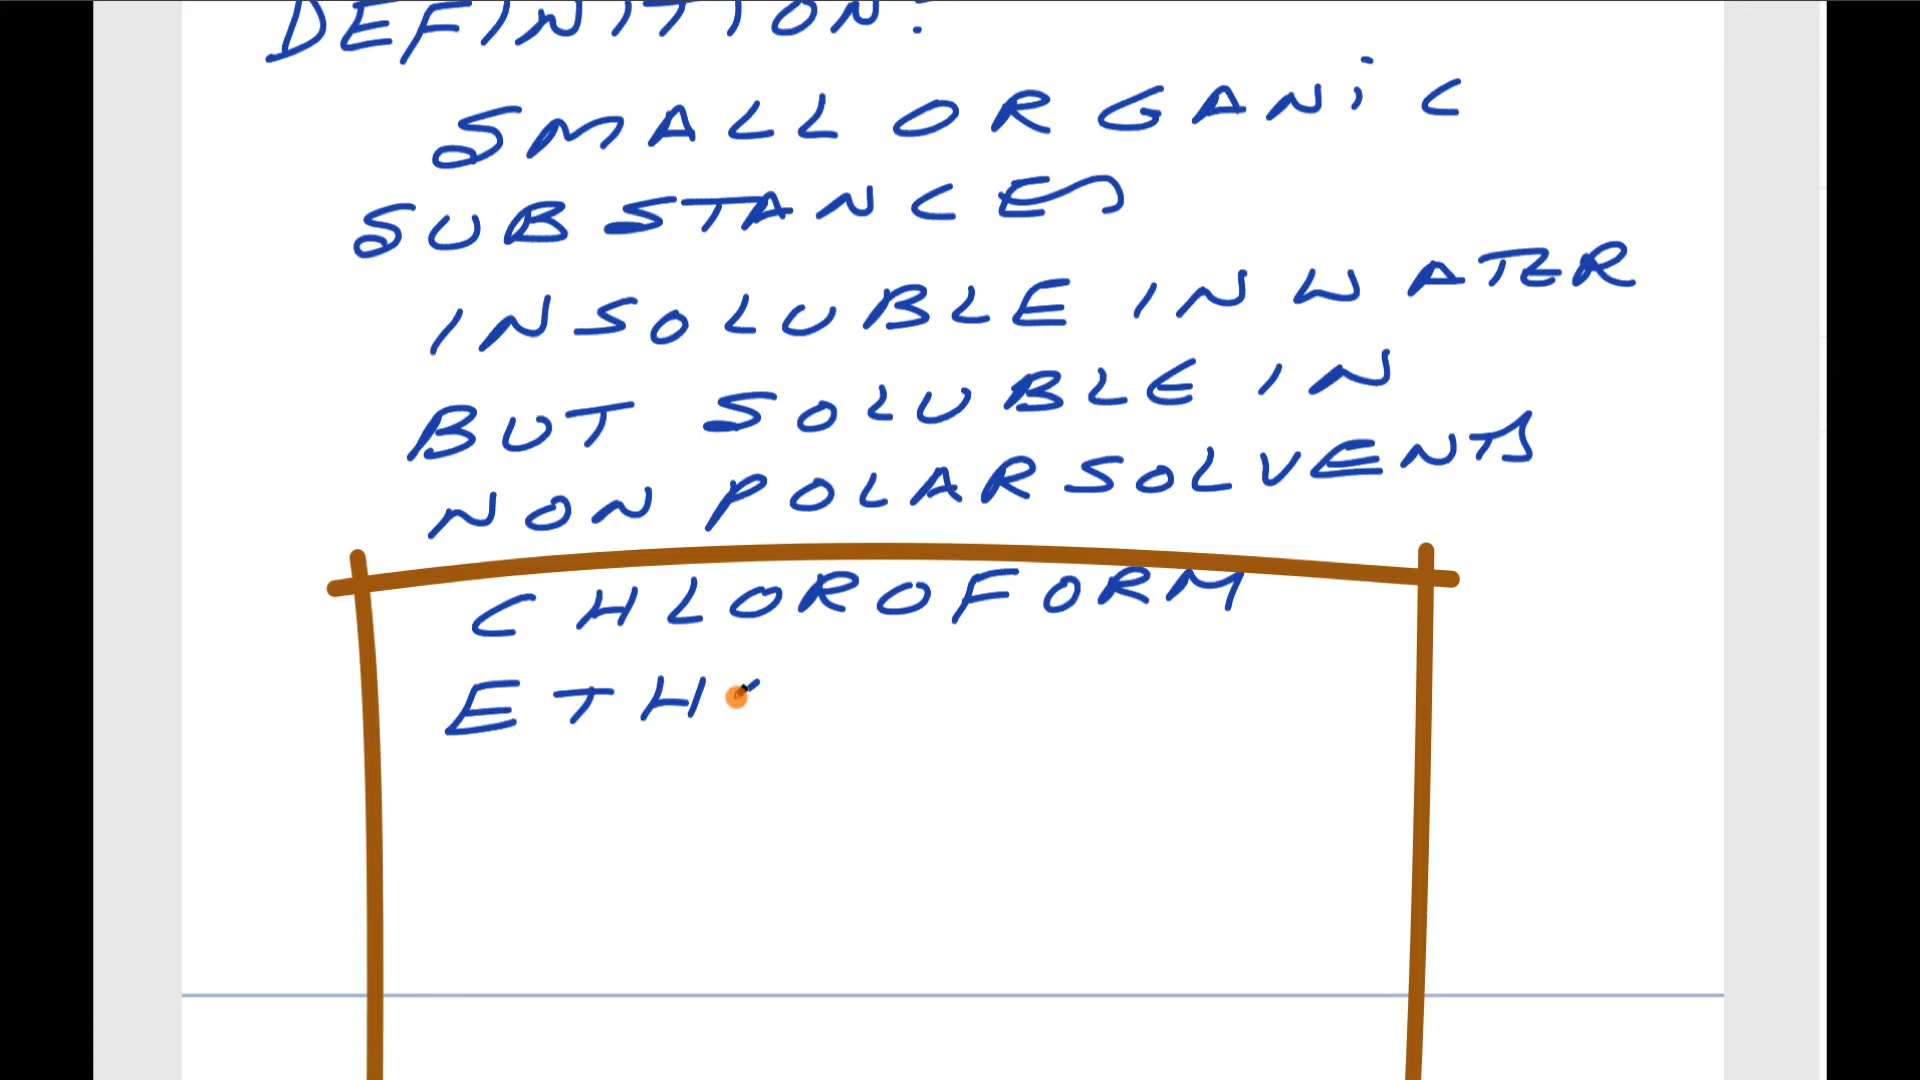 DEFINITION:
SMALL ORGANIC
SUBSTANCES
INSOLUBLE IN WATER
BUT SOLUBLE IN
NON POLAR SOLVENTS
CHLOROFORM
ETH